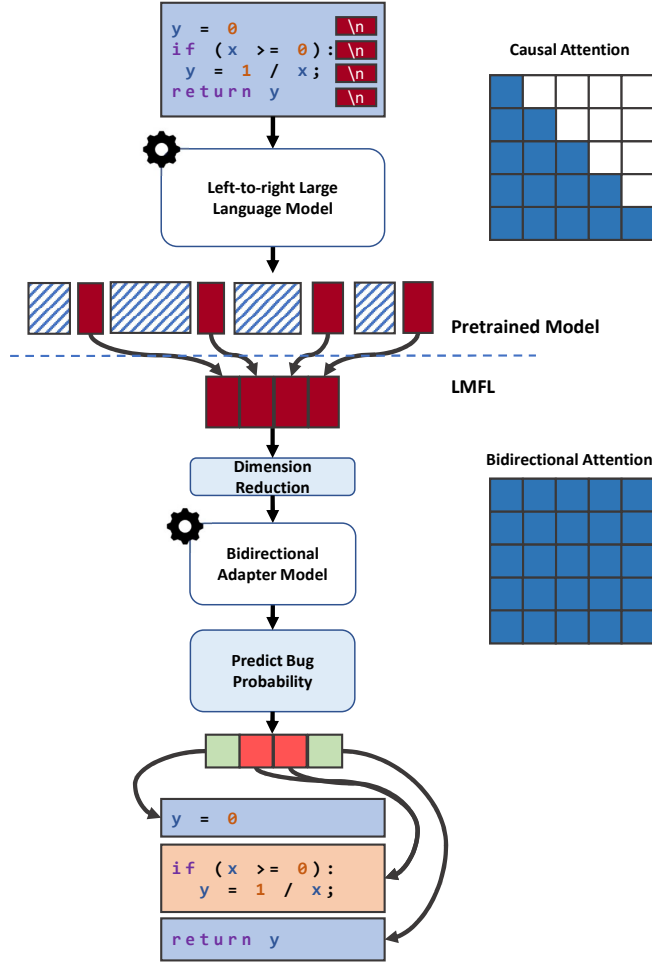 y = 0 \n
if (x >= 0): \n
y = 1 / x; \n
return y \n
Causal Attention
Left-to-right Large
Language Model
Pretrained Model
LMFL
Dimension
Reduction
Bidirectional Attention
Bidirectional
Adapter Model
Predict Bug
Probability
y = 0
if (x >= 0):
y = 1 / x;
return y